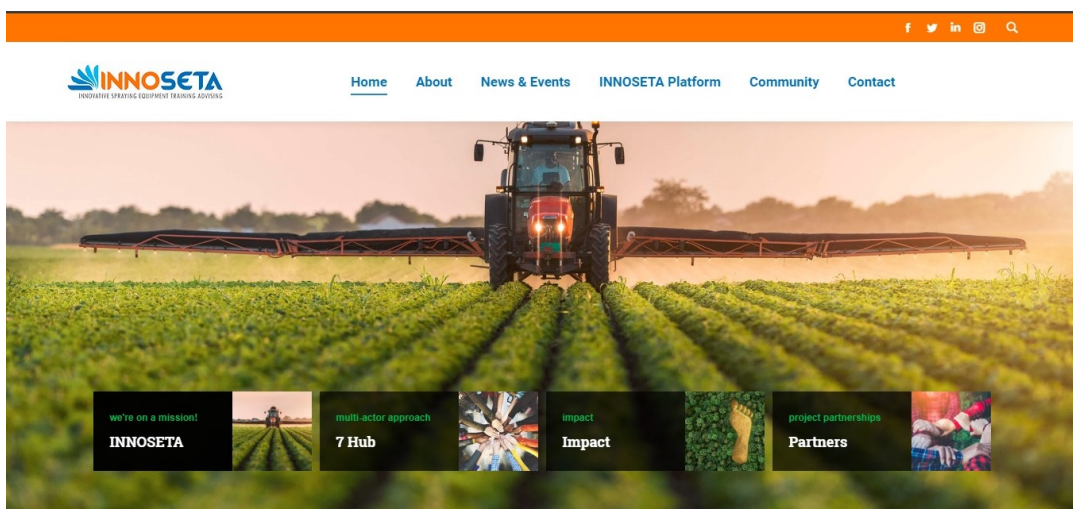 INNOSETA
INNOVATIVE SPRAYING EQUIPMENT TRAINING ADVISING
Home About News & Events INNOSETA Platform Community Contact
we're on a mission!
INNOSETA
multi-actor approach
7 Hub
impact
Impact
project partnerships
Partners